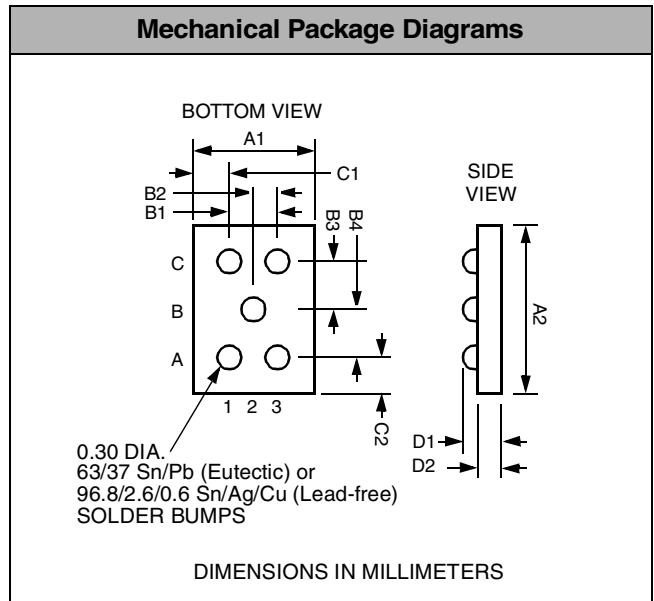 Mechanical Package Diagrams
BOTTOM VIEW
A1
C1
B2
B1
B3
B4
SIDE
VIEW
C
B
A
A2
1 2 3
C2
D1
D2
0.30 DIA.
63/37 Sn/Pb (Eutectic) or
96.8/2.6/0.6 Sn/Ag/Cu (Lead-free)
SOLDER BUMPS
DIMENSIONS IN MILLIMETERS